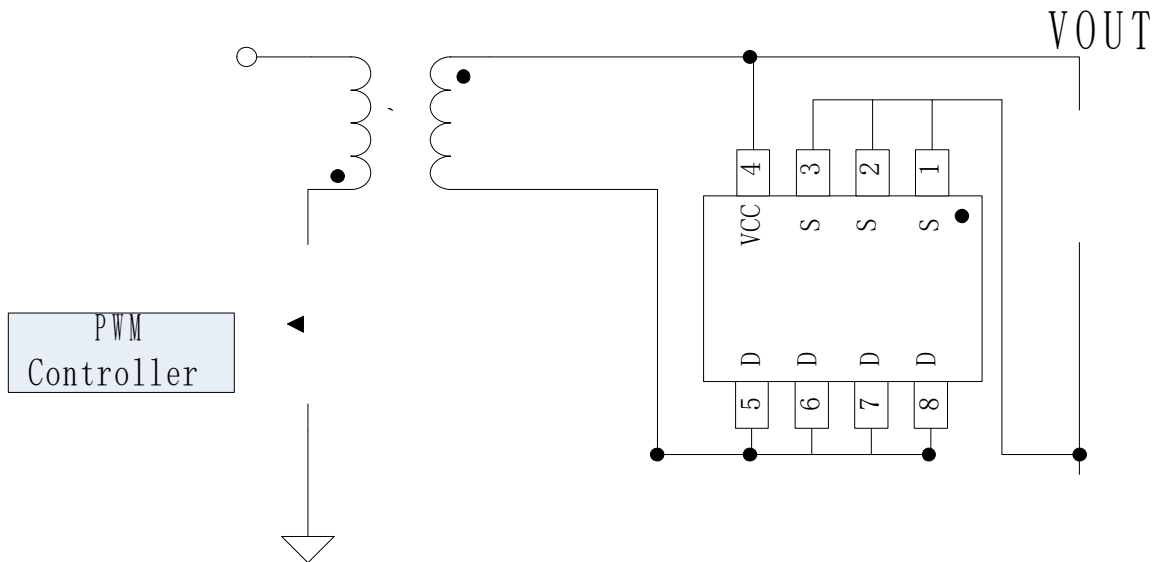 VOUT
4 3 2 1
VCC S S S
PWM
Controller
D D D D
5 6 7 8